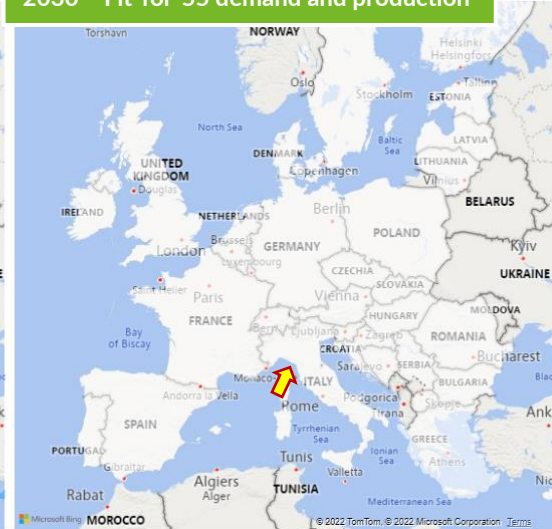 2030 – "Fit-for-55"demand and production
NORWAY
Tórshavn
Helsinki
Helsingfors
Oslo
Tallinn
Stockholm
ESTONIA
North Sea
Baltic
Sea
LATVIA
DENMARK
UNITED
KINGDOM
LITHUANIA
Copenhagen
Vilnius
Douglas
BELARUS
IRELAND
NETHERLANDS
Berlin
POLAND
Brussels
London
GERMANY
Kyiv
Luxembourg
CZECHIA
UKRAINE
SLOVAKIA
Saint Helier
Paris
Vienna
MOLDOVA
HUNGARY
FRANCE
Bern
Ljubljana
Zagreb
ROMANIA
Bay
of Biscay
CROATIA
Bucharest
Sarajevo
SERBIA
Monaco
ITALY
BULGARIA
Andorra la Vella
Podgorica
Skopje
Rome
Tirana
Ank
SPAIN
Tyrrhenian
Sea
GREECE
PORTUGAL
Ionian
Sea
Athens
Tunis
Gibraltar
Valletta
Algiers
Alger
Nic
Rabat
TUNISIA
Mediterranean Sea
Microsoft Bing
MOROCCO
© 2022 TomTom, © 2022 Microsoft Corporation Terms